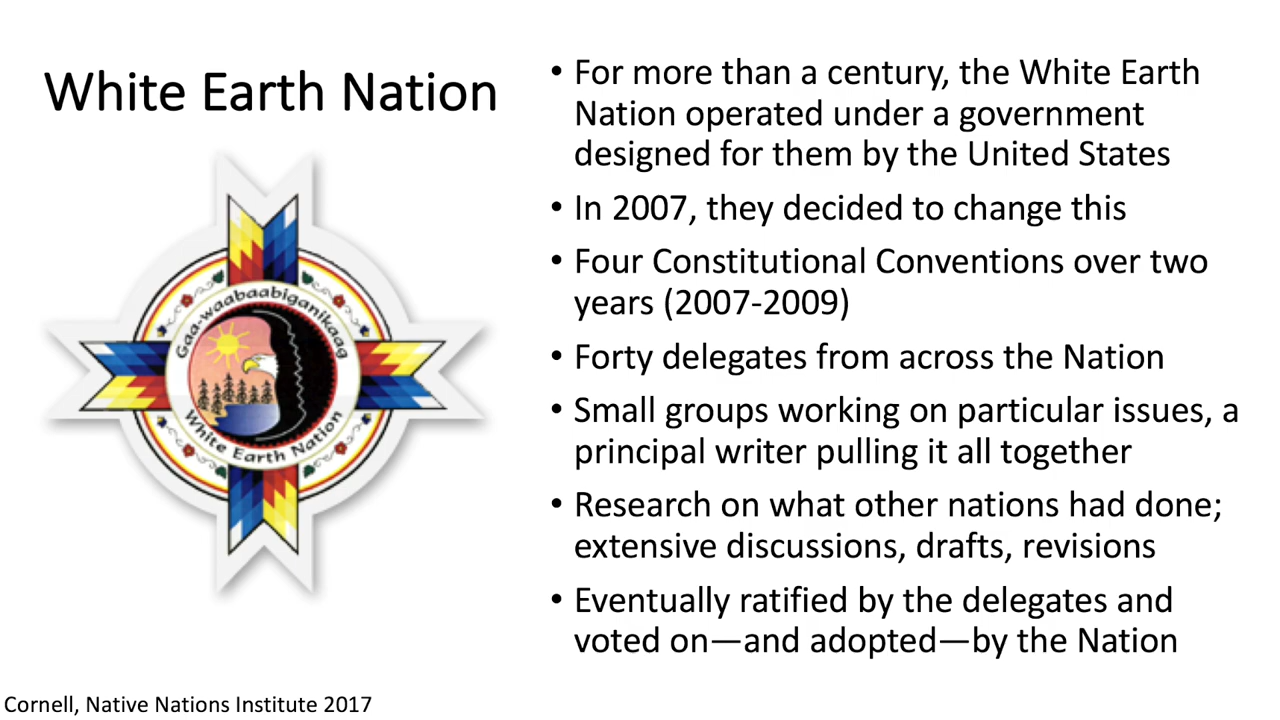 White Earth Nation
Gaa-waabaabiganikaag
White Earth Nation
• For more than a century, the White Earth
Nation operated under a government
designed for them by the United States
• In 2007, they decided to change this
• Four Constitutional Conventions over two
years (2007-2009)
• Forty delegates from across the Nation
• Small groups working on particular issues, a
principal writer pulling it all together
• Research on what other nations had done;
extensive discussions, drafts, revisions
• Eventually ratified by the delegates and
voted on—and adopted—by the Nation
Cornell, Native Nations Institute 2017